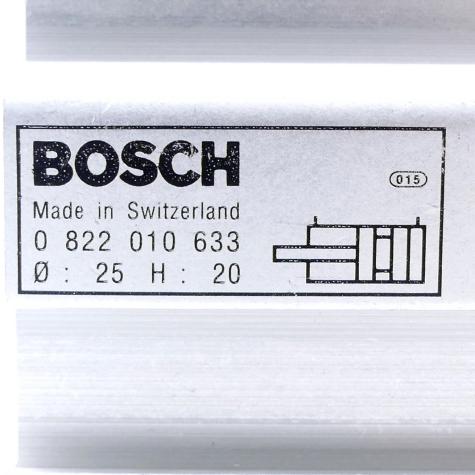 BOSCH
015
Made in Switzerland
0 822 010 633
Ø : 25 H : 20